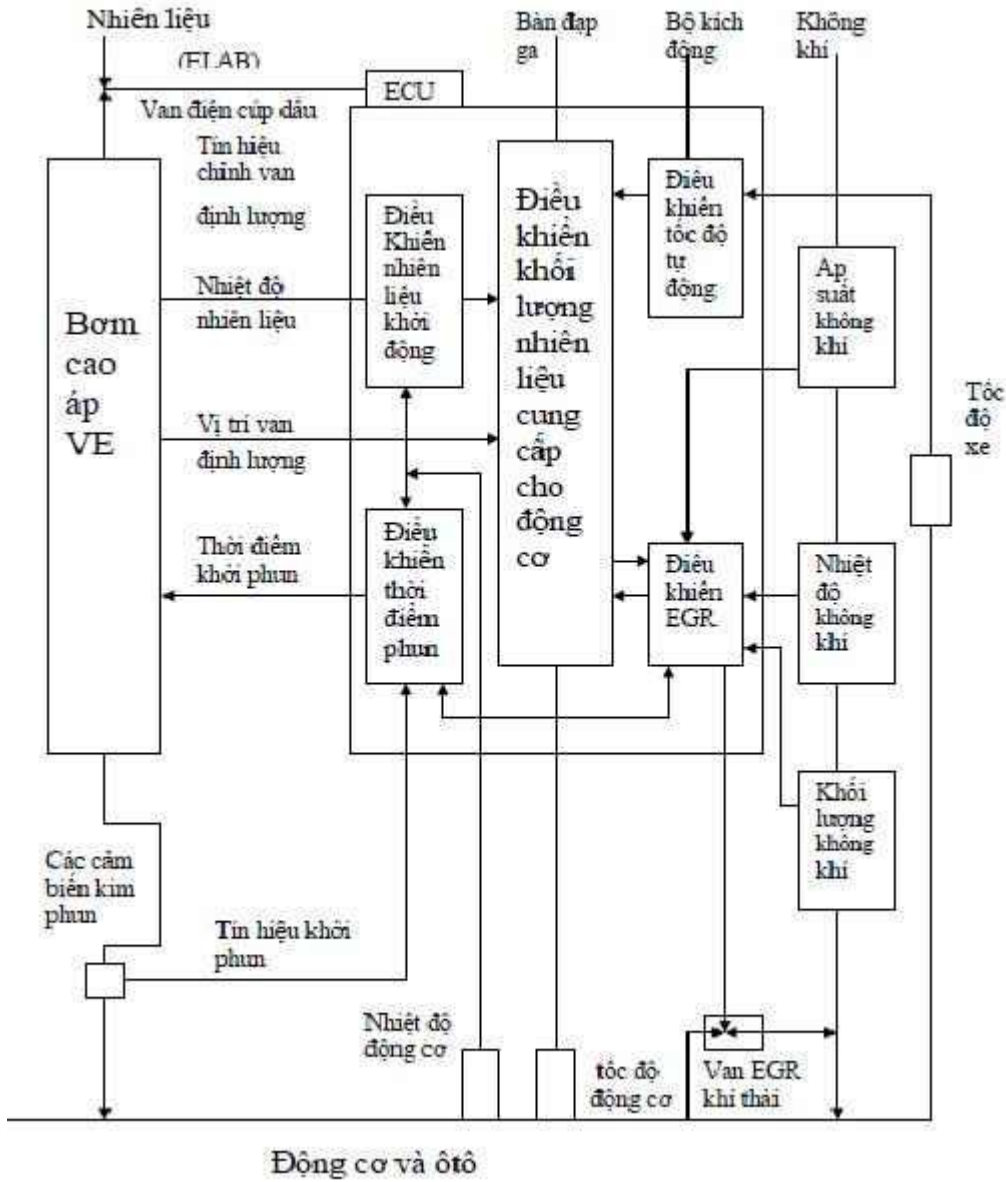 Nhiên liệu
(ELAB)
Van điện cúp dầu
ECU
Bàn đạp
ga
Bộ kích
động
Không
khí
Tín hiệu
chỉnh van
định lượng
Nhiệt độ
nhiên liệu
Vị trí van
định lượng
Thời điểm
khởi phun
Bơm
cao
áp
VE
Điều
Khiển
nhiên
liệu
khởi
động
Điều
khiển
thời
điểm
phun
Điều
khiển
khối
lượng
nhiên
liệu
cung
cấp
cho
động
cơ
Điều
khiển
tốc độ
tự
động
Điều
khiển
EGR
Ap
suất
không
khí
Nhiệt
độ
không
khí
Khối
lượng
không
khí
Tốc
độ
xe
Các cảm
biến kim
phun
Tín hiệu khởi
phun
Nhiệt độ
động cơ
tốc độ
động cơ
Van EGR
khí thải
Động cơ và ôtô